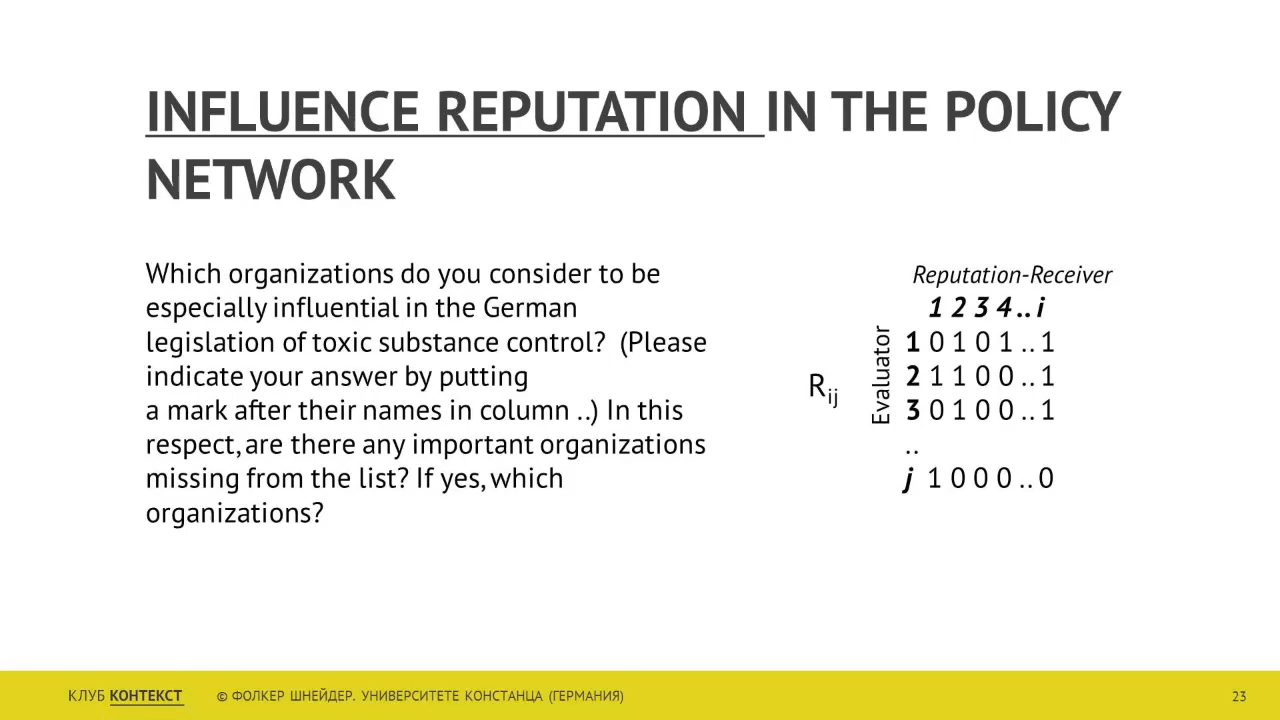 INFLUENCE REPUTATION IN THE POLICY
NETWORK
Which organizations do you consider to be
especially influential in the German
legislation of toxic substance control? (Please
indicate your answer by putting
a mark after their names in column ..) In this
respect, are there any important organizations
missing from the list? If yes, which
organizations?
Rij
Evaluator
Reputation-Receiver
1 2 3 4 .. i
1 0 1 0 1 .. 1
2 1 1 0 0 .. 1
3 0 1 0 0 .. 1
..
j 1 0 0 0 .. 0
КЛУБ КОНТЕКСТ
© ФОЛКЕР ШНЕЙДЕР. УНИВЕРСИТЕТЕ КОНСТАНЦА (ГЕРМАНИЯ)
23